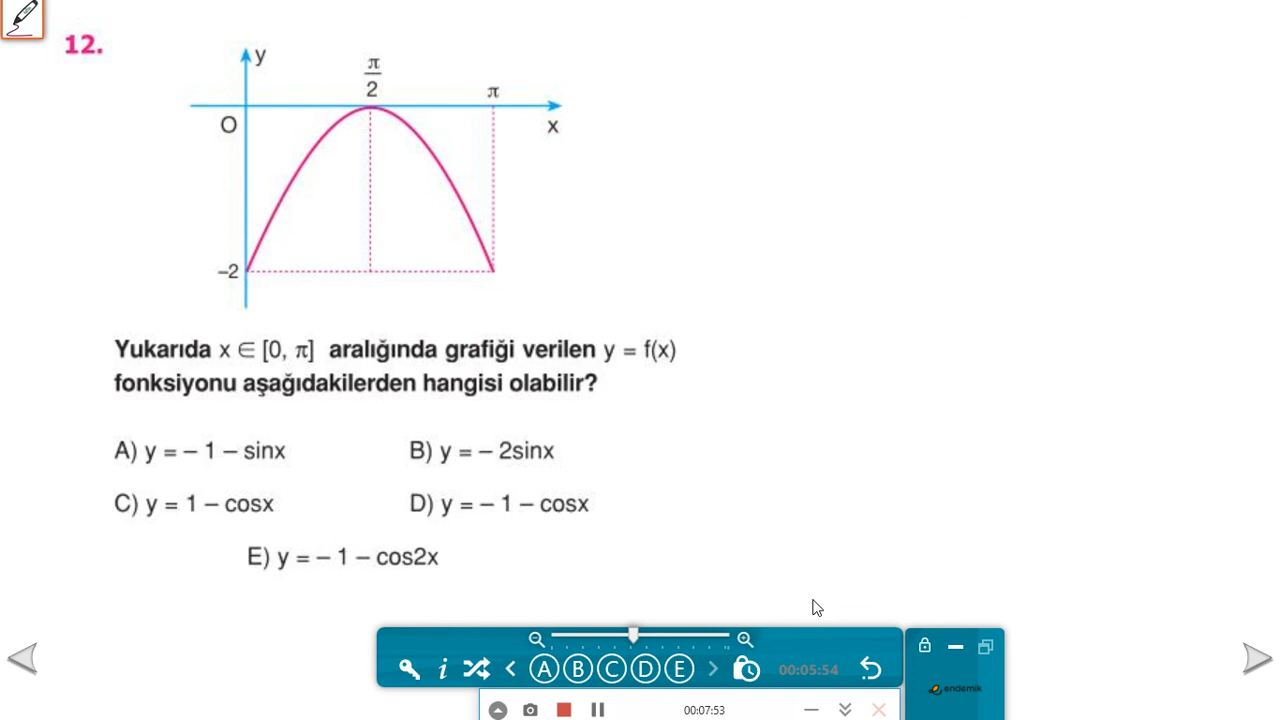 12.
y
π
2
π
O
x
–2
Yukarıda x ∈ [0, π] aralığında grafiği verilen y = f(x)
fonksiyonu aşağıdakilerden hangisi olabilir?
A) y = – 1 – sinx B) y = – 2sinx
C) y = 1 – cosx D) y = – 1 – cosx
E) y = – 1 – cos2x
i A B C D E 00:05:54
endemik
00:07:53